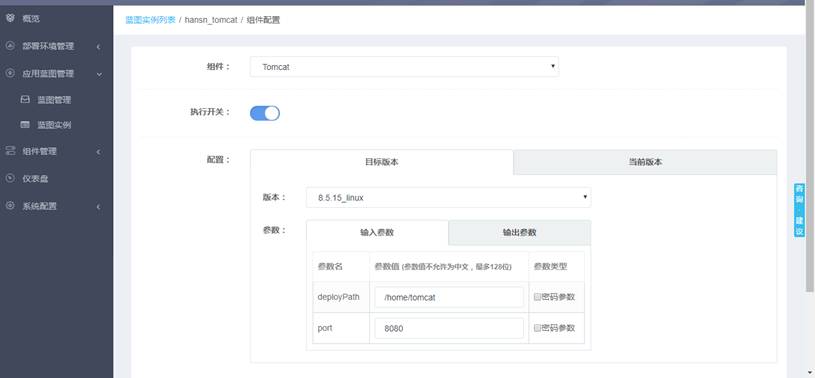 概览
部署环境管理
应用蓝图管理
蓝图管理
蓝图实例
组件管理
仪表盘
系统配置
蓝图实例列表 / hansn_tomcat / 组件配置
组件： Tomcat
执行开关：
配置： 目标版本 当前版本
版本： 8.5.15_linux
参数： 输入参数 输出参数
参数名 参数值 (参数值不允许为中文，最多128位) 参数类型
deployPath /home/tomcat 密码参数
port 8080 密码参数
咨询·建议